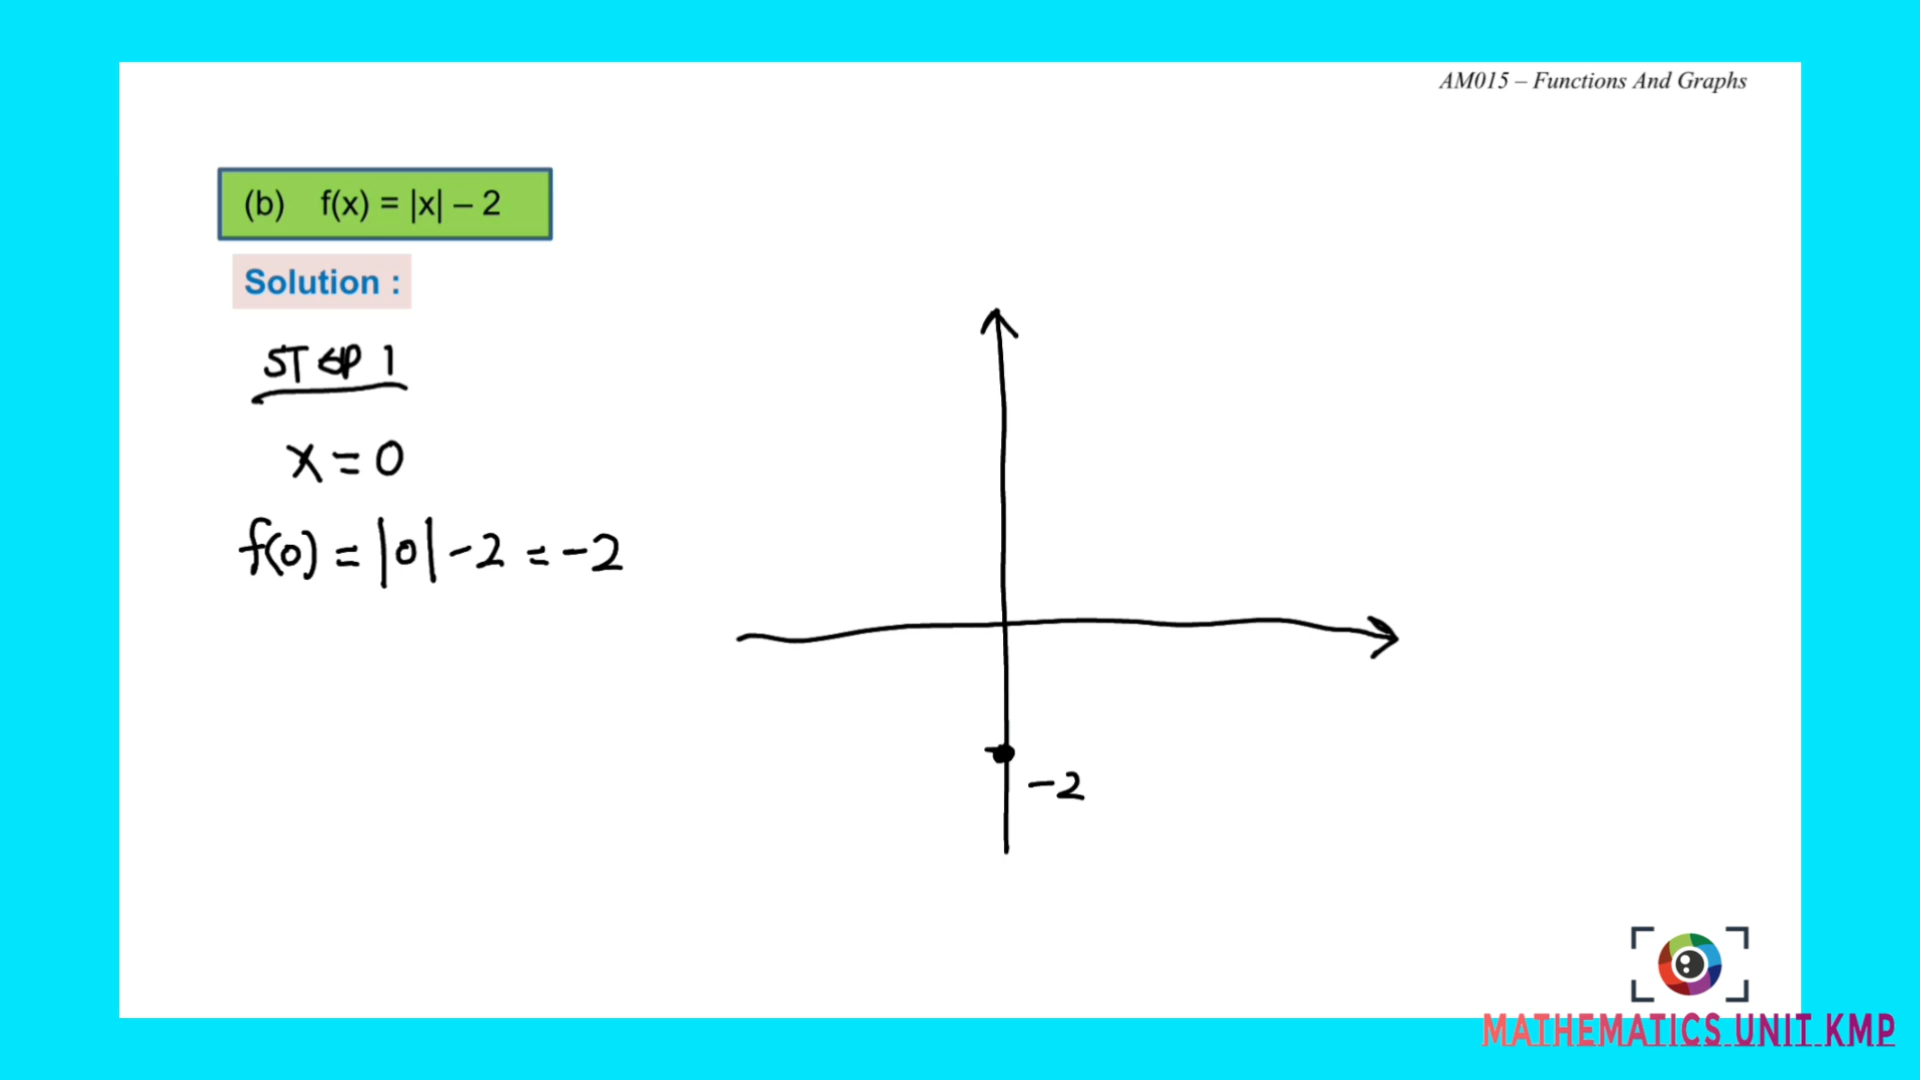 AM015 – Functions And Graphs
(b) f(x) = |x| – 2
Solution :
STEP 1
x = 0
f(0) = |0| - 2 = -2
-2
MATHEMATICS UNIT KMP